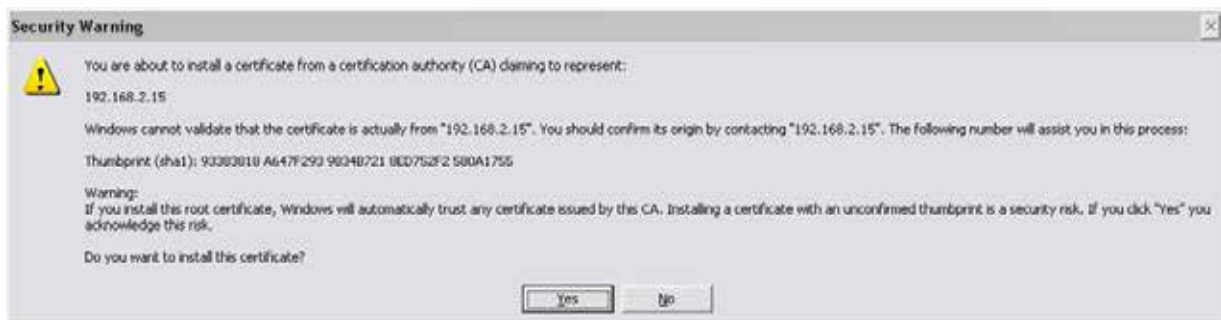 Security Warning
You are about to install a certificate from a certification authority (CA) claiming to represent:
192.168.2.15
Windows cannot validate that the certificate is actually from "192.168.2.15". You should confirm its origin by contacting "192.168.2.15". The following number will assist you in this process:
Thumbprint (sha1):
Warning:
If you install this root certificate, Windows will automatically trust any certificate issued by this CA. Installing a certificate with an unconfirmed thumbprint is a security risk. If you click "Yes" you
acknowledge this risk.
Do you want to install this certificate?
Yes No